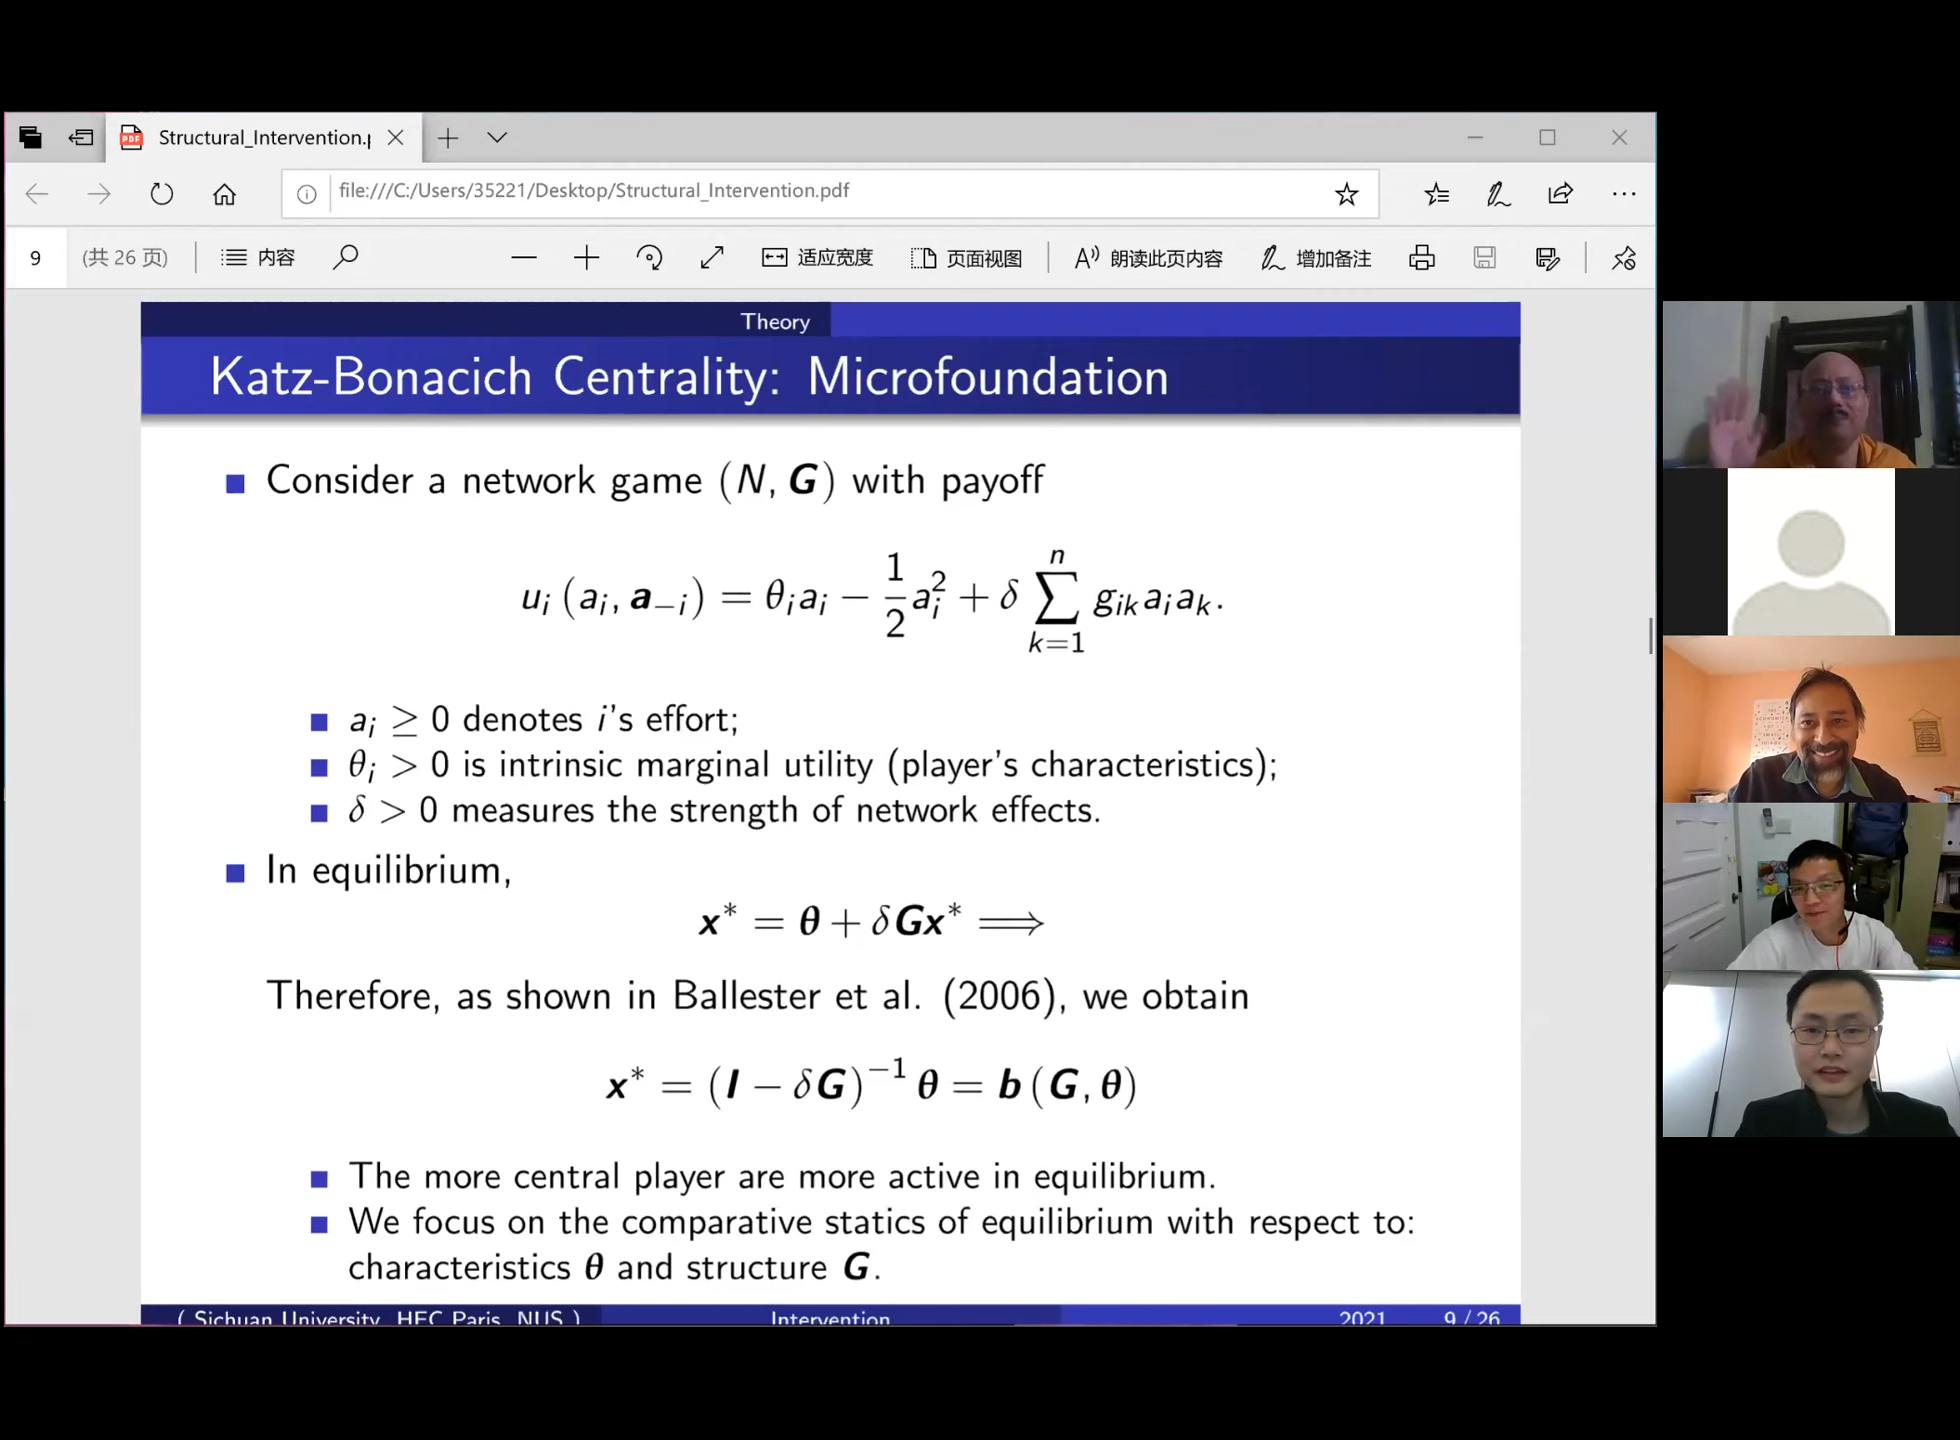 Structural_Intervention.p
file:///C:/Users/35221/Desktop/Structural_Intervention.pdf
9 (共 26 页) 内容 适应宽度 页面视图 朗读此页内容 增加备注
Theory
Katz-Bonacich Centrality: Microfoundation
Consider a network game (N, G) with payoff
u_i (a_i, a_{−i}) = θ_i a_i − 1/2 a_i^2 + δ ∑_{k=1}^{n} g_{ik} a_i a_k.
a_i ≥ 0 denotes i's effort;
θ_i > 0 is intrinsic marginal utility (player's characteristics);
δ > 0 measures the strength of network effects.
In equilibrium,
x* = θ + δGx* ⟹
Therefore, as shown in Ballester et al. (2006), we obtain
x* = (I − δG)^{−1} θ = b (G, θ)
The more central player are more active in equilibrium.
We focus on the comparative statics of equilibrium with respect to:
characteristics θ and structure G.
( Sichuan University, HEC Paris, NUS ) Intervention 2021 9 / 26